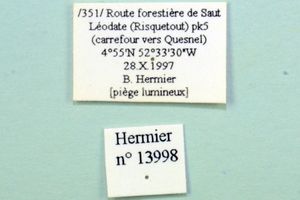 /351/ Route forestière de Saut
Léodate (Risquetout) pk5
(carrefour vers Quesnel)
4°55'N 52°33'30"W
28.X.1997
B. Hermier
[piège lumineux]
Hermier
n° 13998